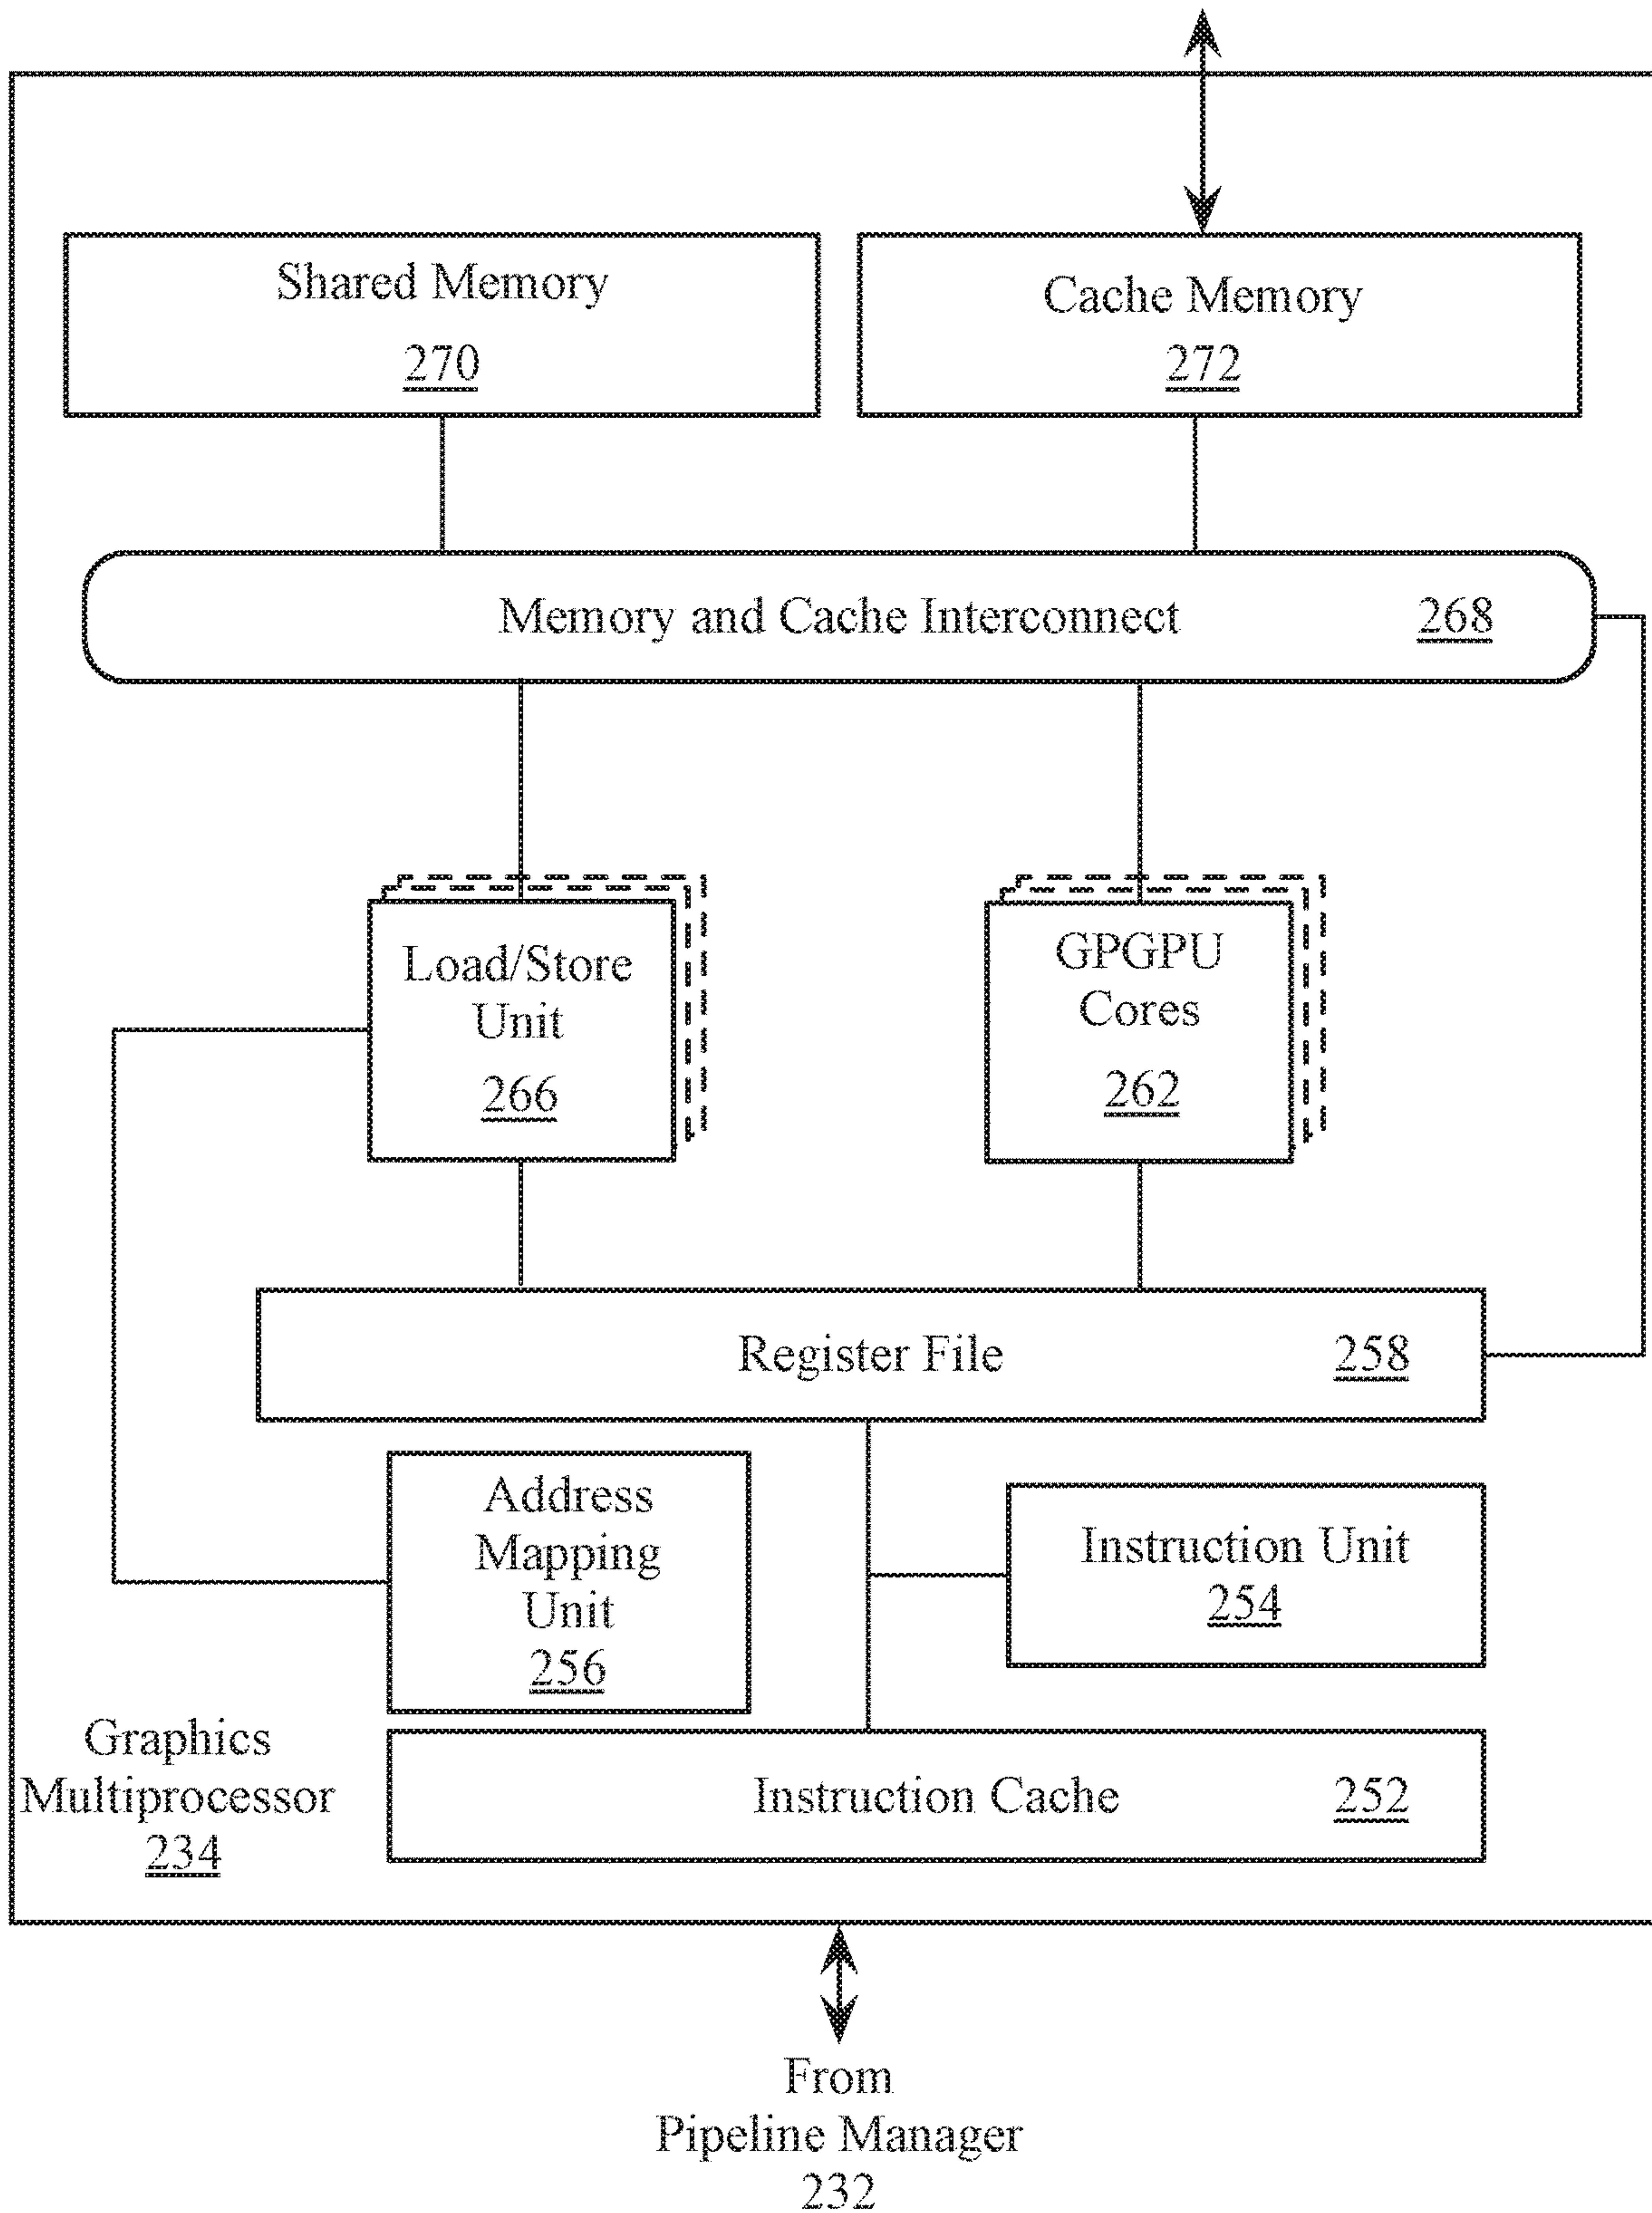 Shared Memory
270
Cache Memory
272
Memory and Cache Interconnect 268
Load/Store
Unit
266
GPGPU
Cores
262
Register File 258
Address
Mapping
Unit
256
Instruction Unit
254
Graphics
Multiprocessor
234
Instruction Cache 252
From
Pipeline Manager
232